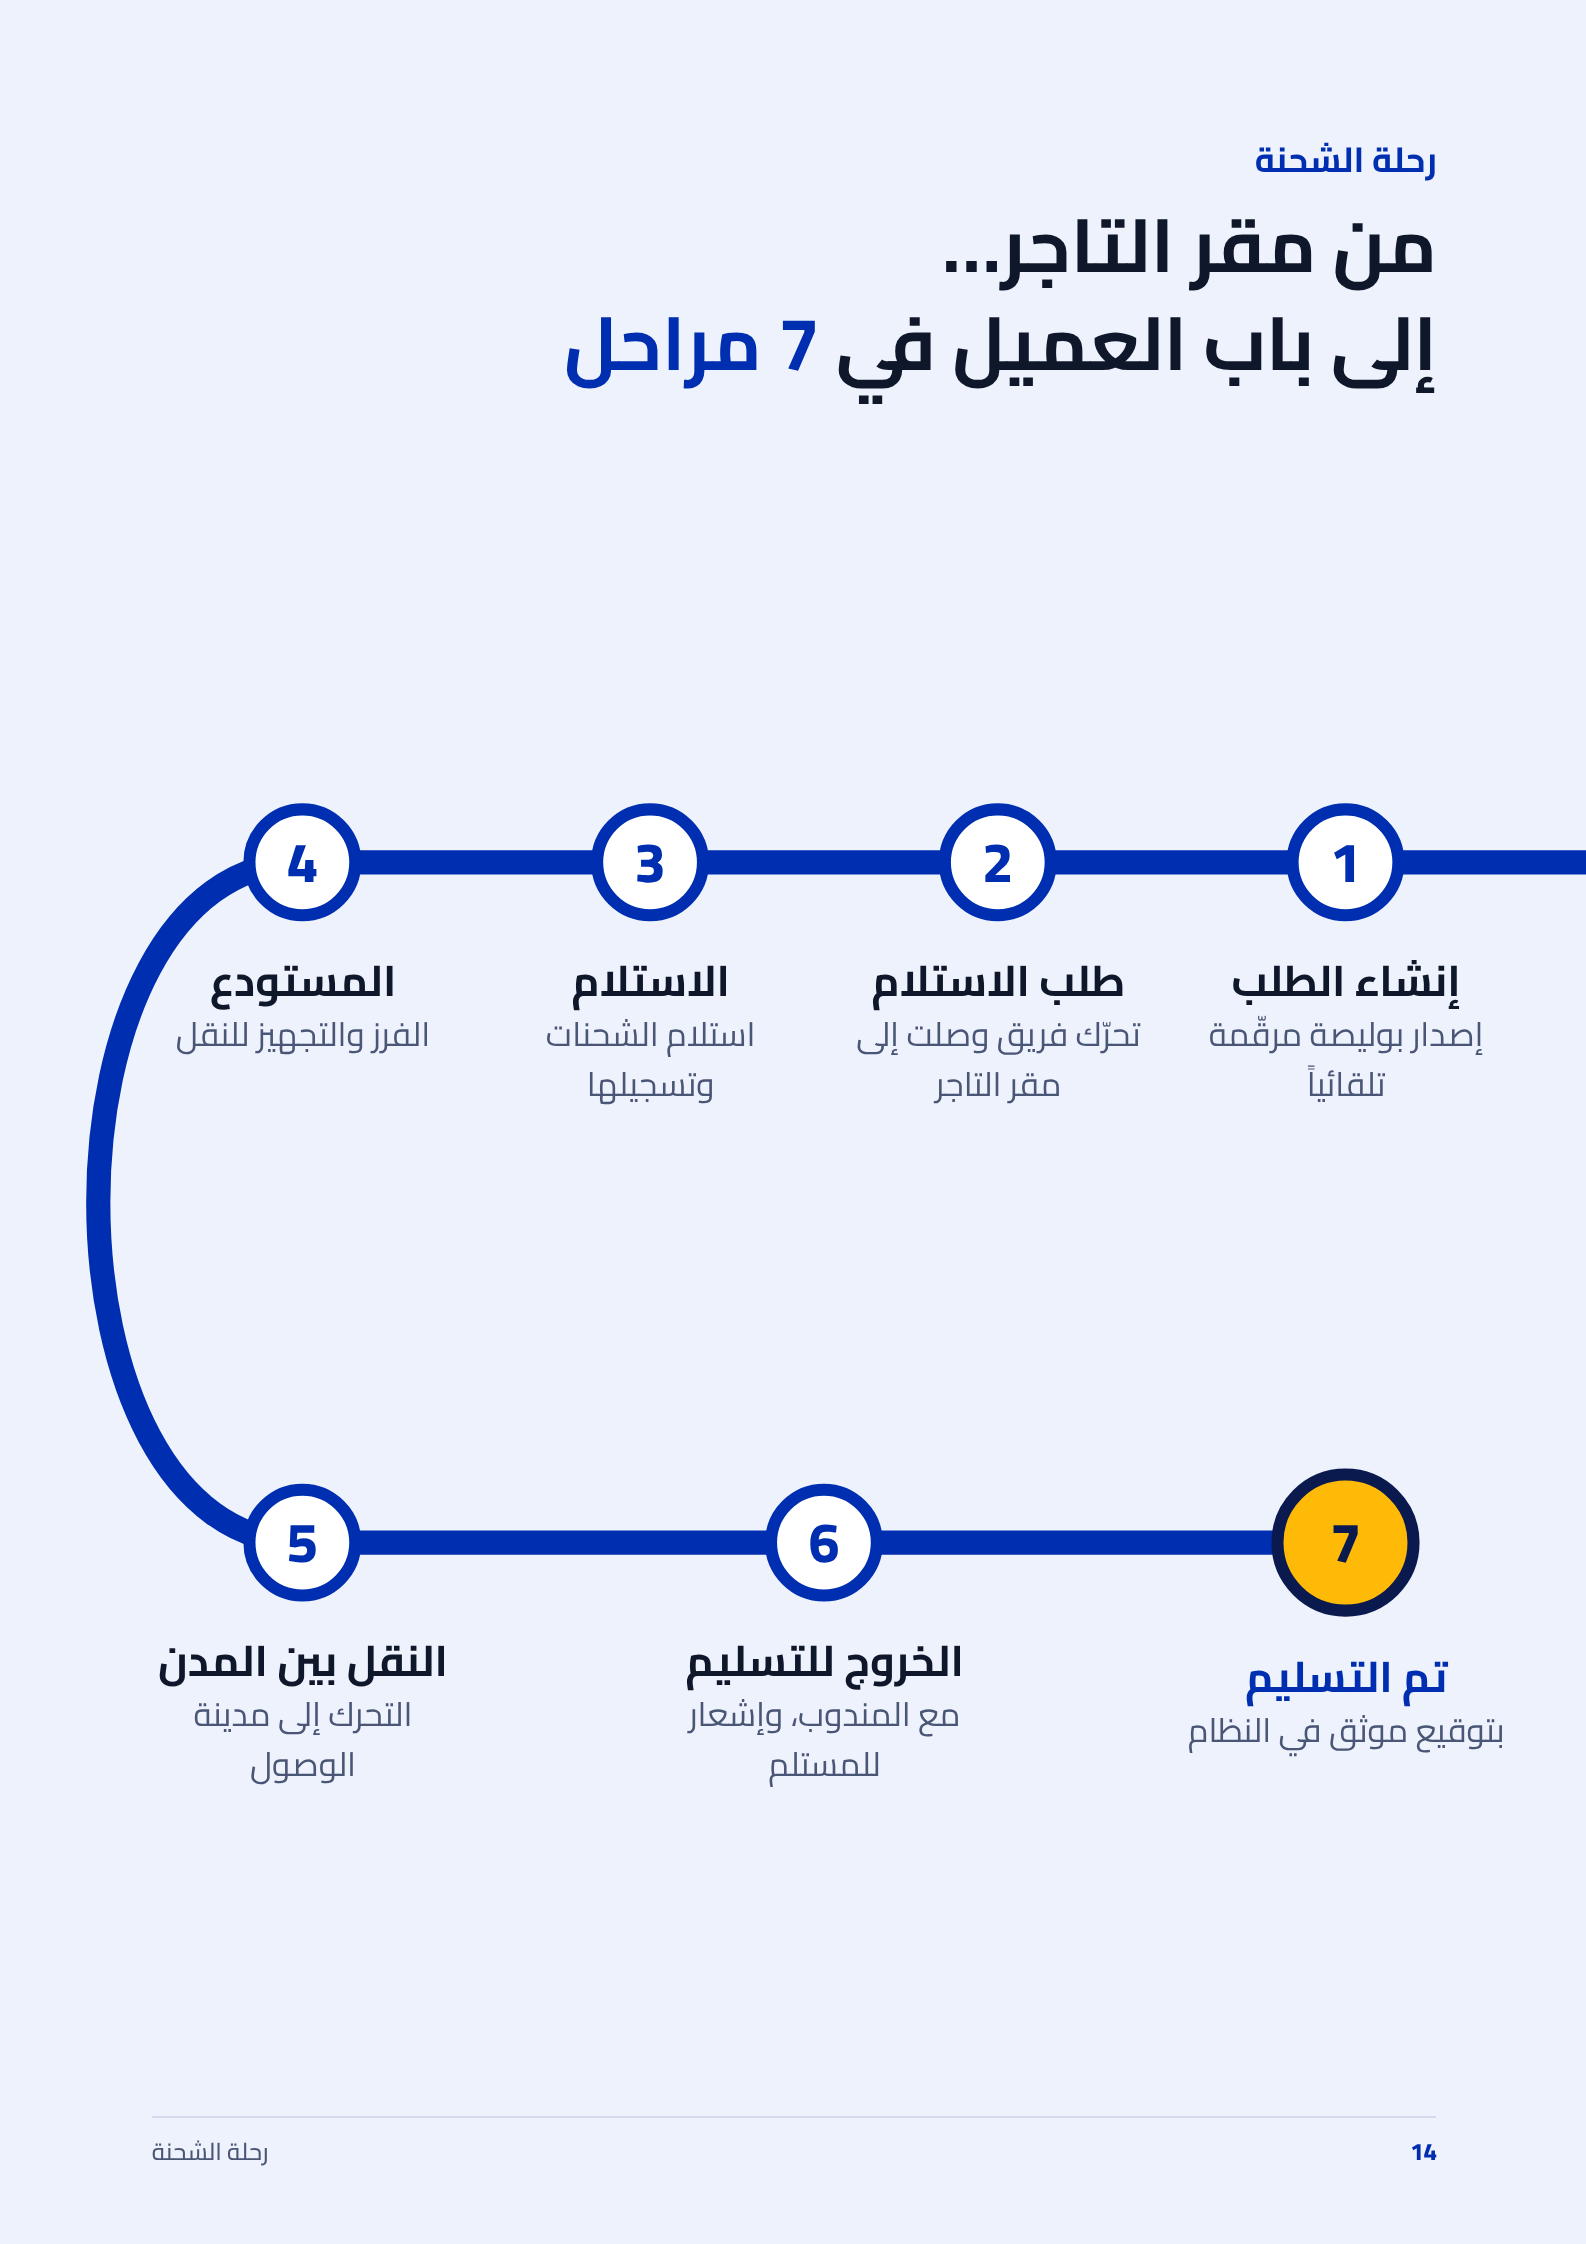 رحلة الشحنة
من مقر التاجر...
إلى باب العميل في 7 مراحل
1
إنشاء الطلب
إصدار بوليصة مرقّمة
تلقائياً
2
طلب الاستلام
تحرّك فريق وصلت إلى
مقر التاجر
3
الاستلام
استلام الشحنات
وتسجيلها
4
المستودع
الفرز والتجهيز للنقل
5
النقل بين المدن
التحرك إلى مدينة
الوصول
6
الخروج للتسليم
مع المندوب، وإشعار
للمستلم
7
تم التسليم
بتوقيع موثق في النظام
14
رحلة الشحنة